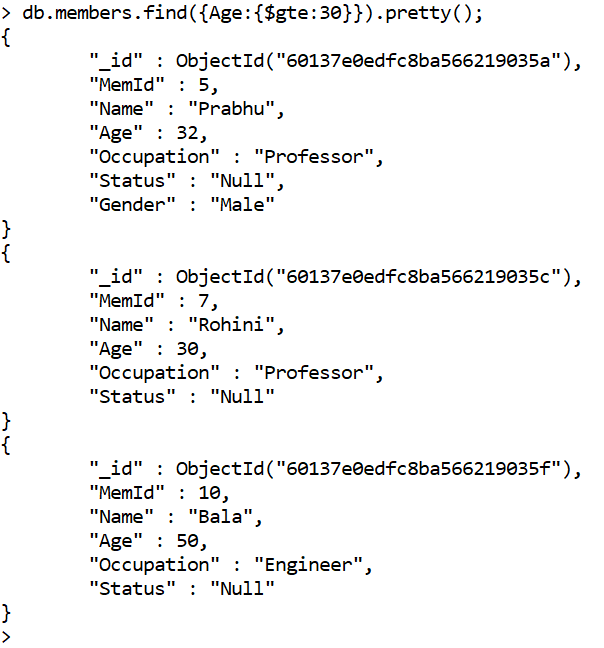 > db.members.find({Age:{$gte:30}}).pretty();
{
        "_id" : ObjectId("60137e0edfc8ba566219035a"),
        "MemId" : 5,
        "Name" : "Prabhu",
        "Age" : 32,
        "Occupation" : "Professor",
        "Status" : "Null",
        "Gender" : "Male"
}
{
        "_id" : ObjectId("60137e0edfc8ba566219035c"),
        "MemId" : 7,
        "Name" : "Rohini",
        "Age" : 30,
        "Occupation" : "Professor",
        "Status" : "Null"
}
{
        "_id" : ObjectId("60137e0edfc8ba566219035f"),
        "MemId" : 10,
        "Name" : "Bala",
        "Age" : 50,
        "Occupation" : "Engineer",
        "Status" : "Null"
}
>